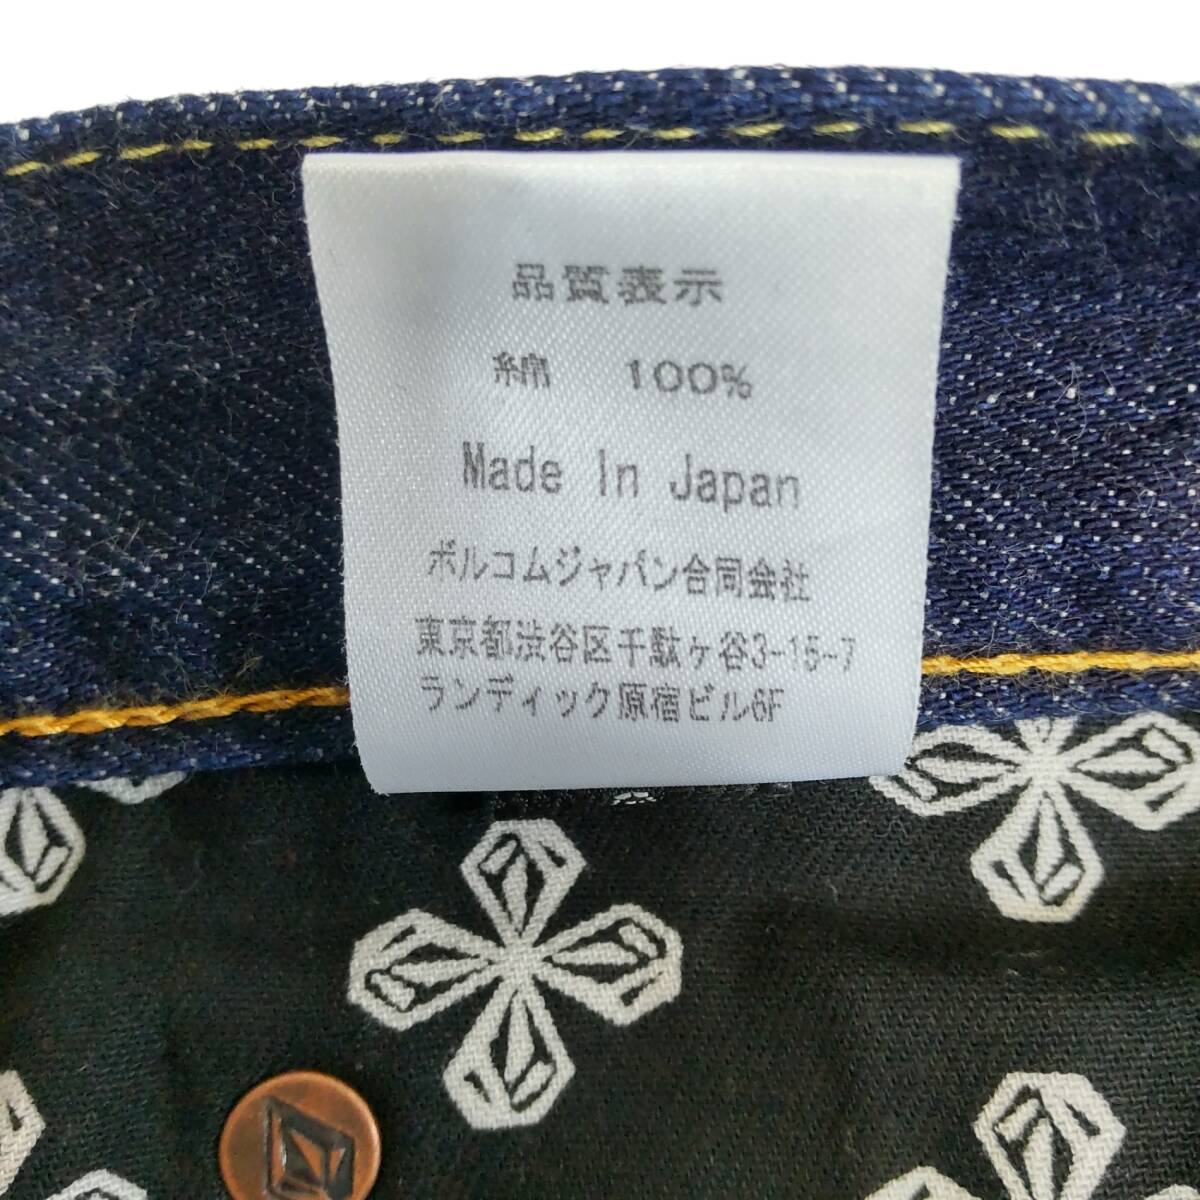 品質表示
綿 100%
Made In Japan
ボルコムジャパン合同会社
東京都渋谷区千駄ヶ谷3-15-7
ランディック原宿ビル6F